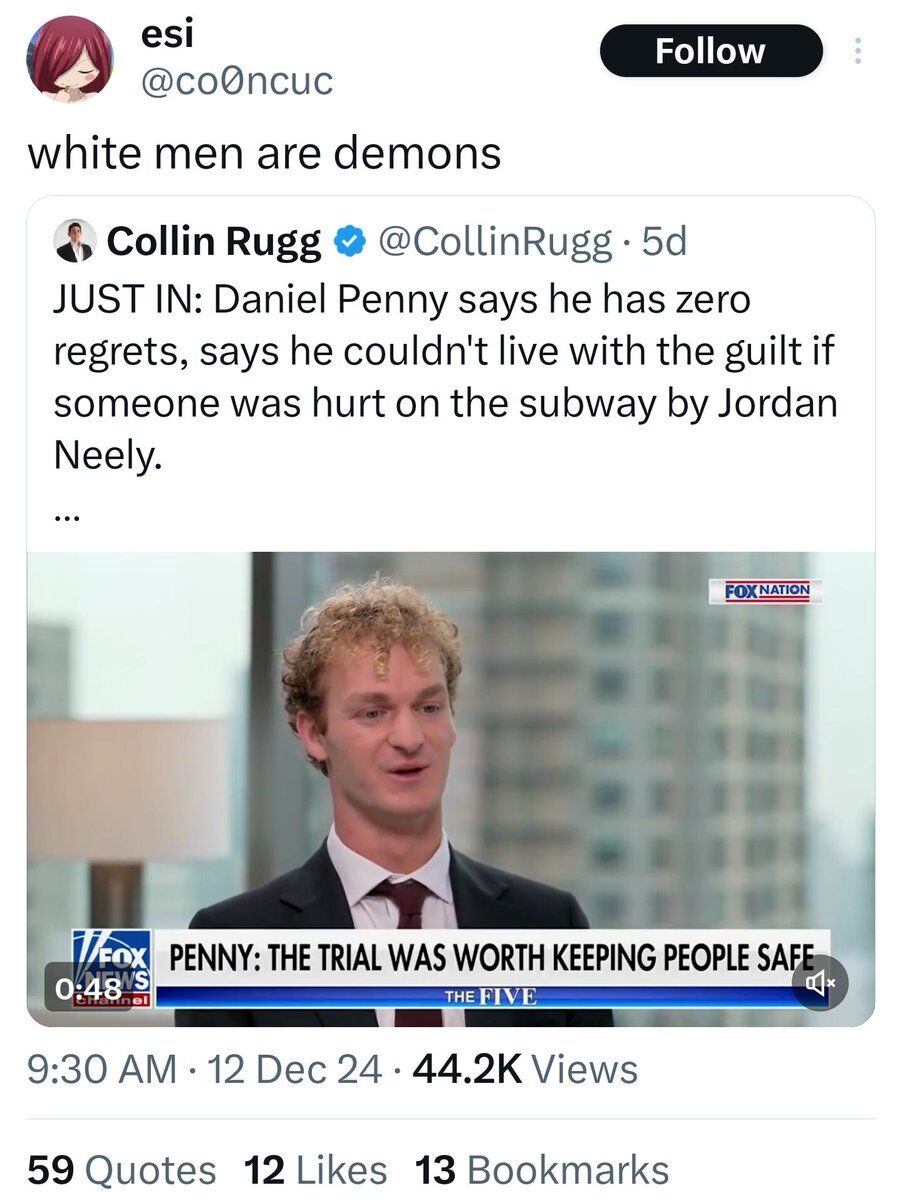 esi
@co0ncuc
Follow
white men are demons
Collin Rugg @CollinRugg · 5d
JUST IN: Daniel Penny says he has zero
regrets, says he couldn't live with the guilt if
someone was hurt on the subway by Jordan
Neely.
...
FOX NATION
FOX
NEWS
channel
PENNY: THE TRIAL WAS WORTH KEEPING PEOPLE SAFE
0:48
THE FIVE
9:30 AM · 12 Dec 24 · 44.2K Views
59 Quotes 12 Likes 13 Bookmarks